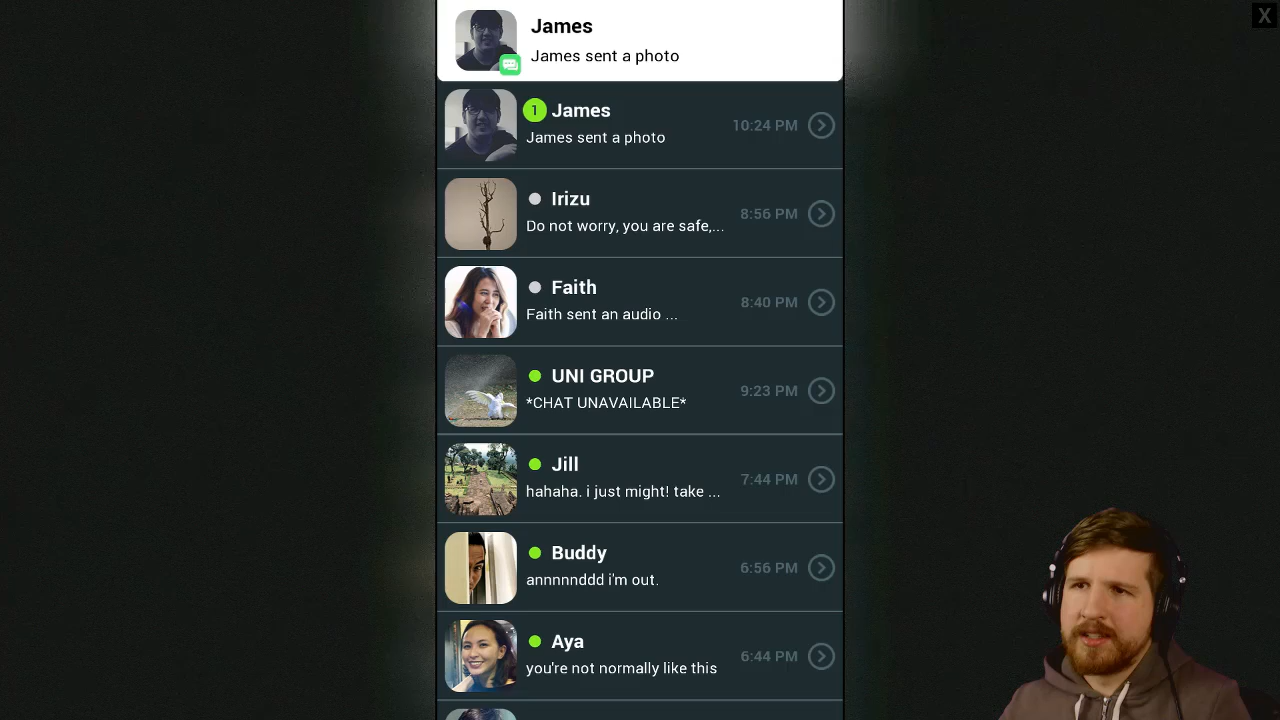 X
James
James sent a photo
1 James
James sent a photo
10:24 PM
Irizu
Do not worry, you are safe,...
8:56 PM
Faith
Faith sent an audio ...
8:40 PM
UNI GROUP
*CHAT UNAVAILABLE*
9:23 PM
Jill
hahaha. i just might! take ...
7:44 PM
Buddy
annnnnddd i'm out.
6:56 PM
Aya
you're not normally like this
6:44 PM